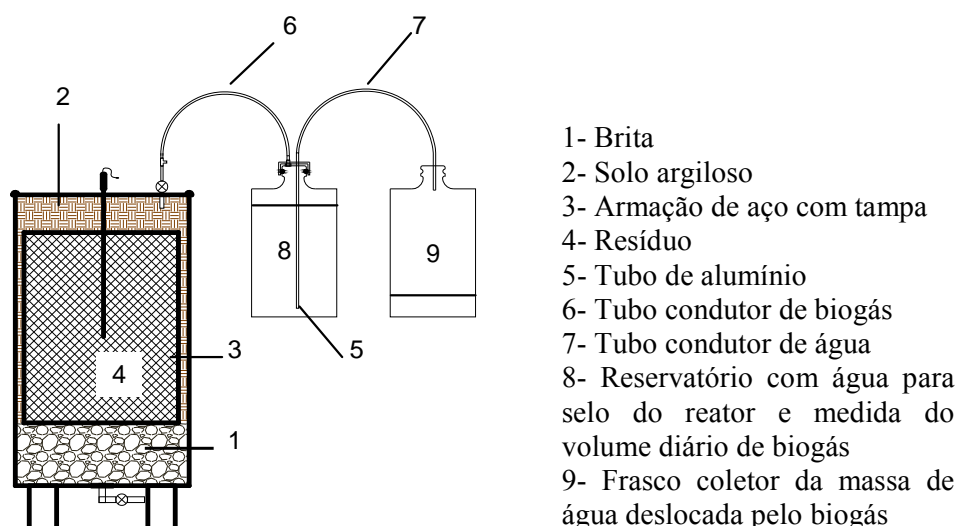 6
7
2
8
9
3
5
4
1
1- Brita
2- Solo argiloso
3- Armação de aço com tampa
4- Resíduo
5- Tubo de alumínio
6- Tubo condutor de biogás
7- Tubo condutor de água
8- Reservatório com água para
selo do reator e medida do
volume diário de biogás
9- Frasco coletor da massa de
água deslocada pelo biogás